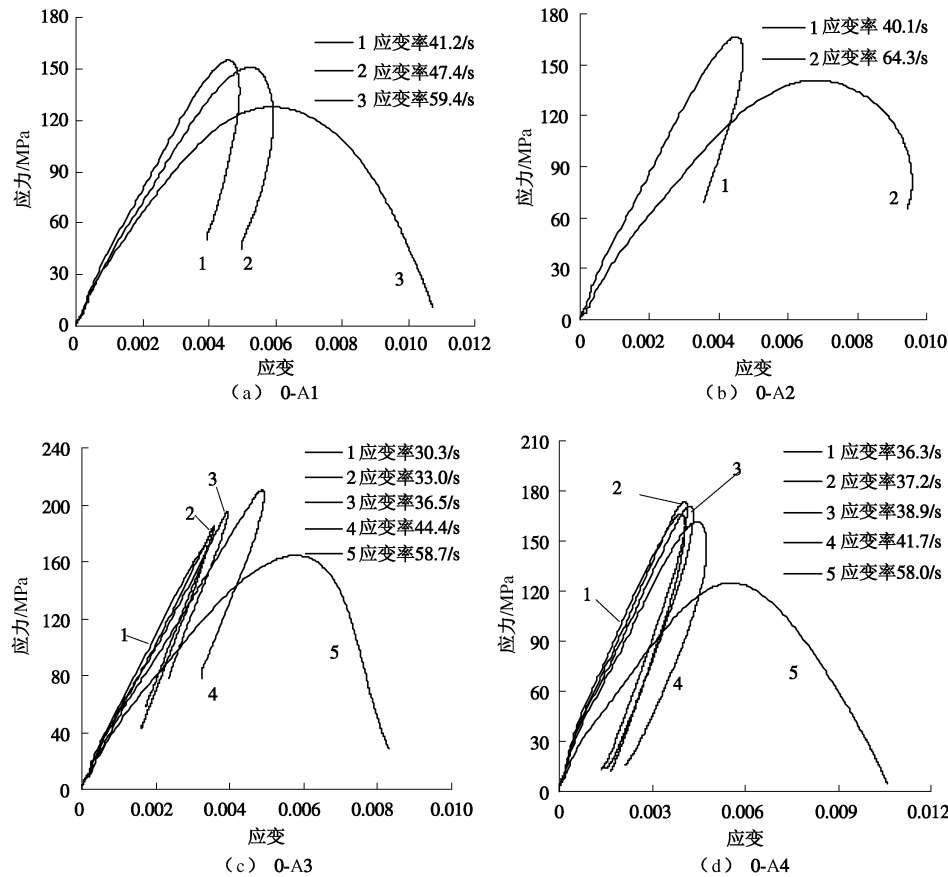 180
150
120
90
60
30
0
应力/MPa
1 应变率41.2/s
2 应变率47.4/s
3 应变率59.4/s
1
2
3
0 0.002 0.004 0.006 0.008 0.010 0.012
应变
（a） 0-A1
180
150
120
90
60
30
0
应力/MPa
1 应变率 40.1/s
2 应变率 64.3/s
1
2
0 0.002 0.004 0.006 0.008 0.010
应变
（b） 0-A2
240
200
160
120
80
40
0
应力/MPa
1 应变率30.3/s
2 应变率33.0/s
3 应变率36.5/s
4 应变率44.4/s
5 应变率58.7/s
3
2
1
4
5
0 0.002 0.004 0.006 0.008 0.010
应变
（c） 0-A3
210
180
150
120
90
60
30
0
应力/MPa
1 应变率36.3/s
2 应变率37.2/s
3 应变率38.9/s
4 应变率41.7/s
5 应变率58.0/s
3
2
1
4
5
0 0.003 0.006 0.009 0.012
应变
（d） 0-A4